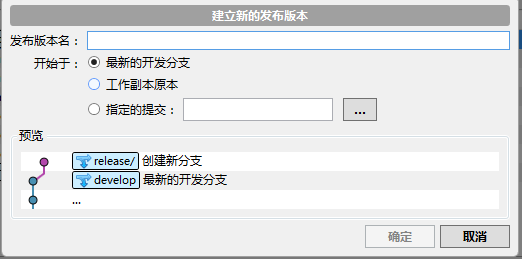 建立新的发布版本
发布版本名：
开始于： 最新的开发分支
工作副本原本
指定的提交： ...
预览
release/ 创建新分支
develop 最新的开发分支
...
确定 取消